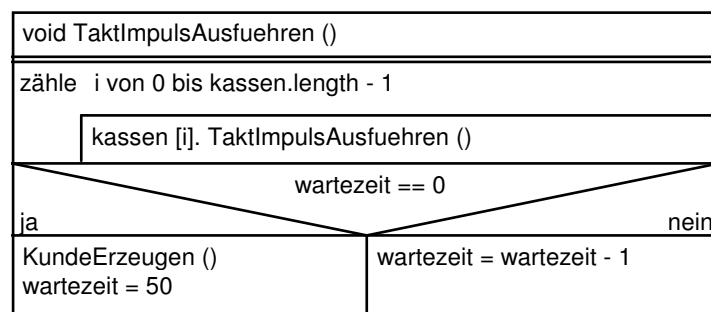 void TaktImpulsAusfuehren ()
zähle i von 0 bis kassen.length - 1
kassen [i]. TaktImpulsAusfuehren ()
wartezeit == 0
ja nein
KundeErzeugen () wartezeit = wartezeit - 1
wartezeit = 50